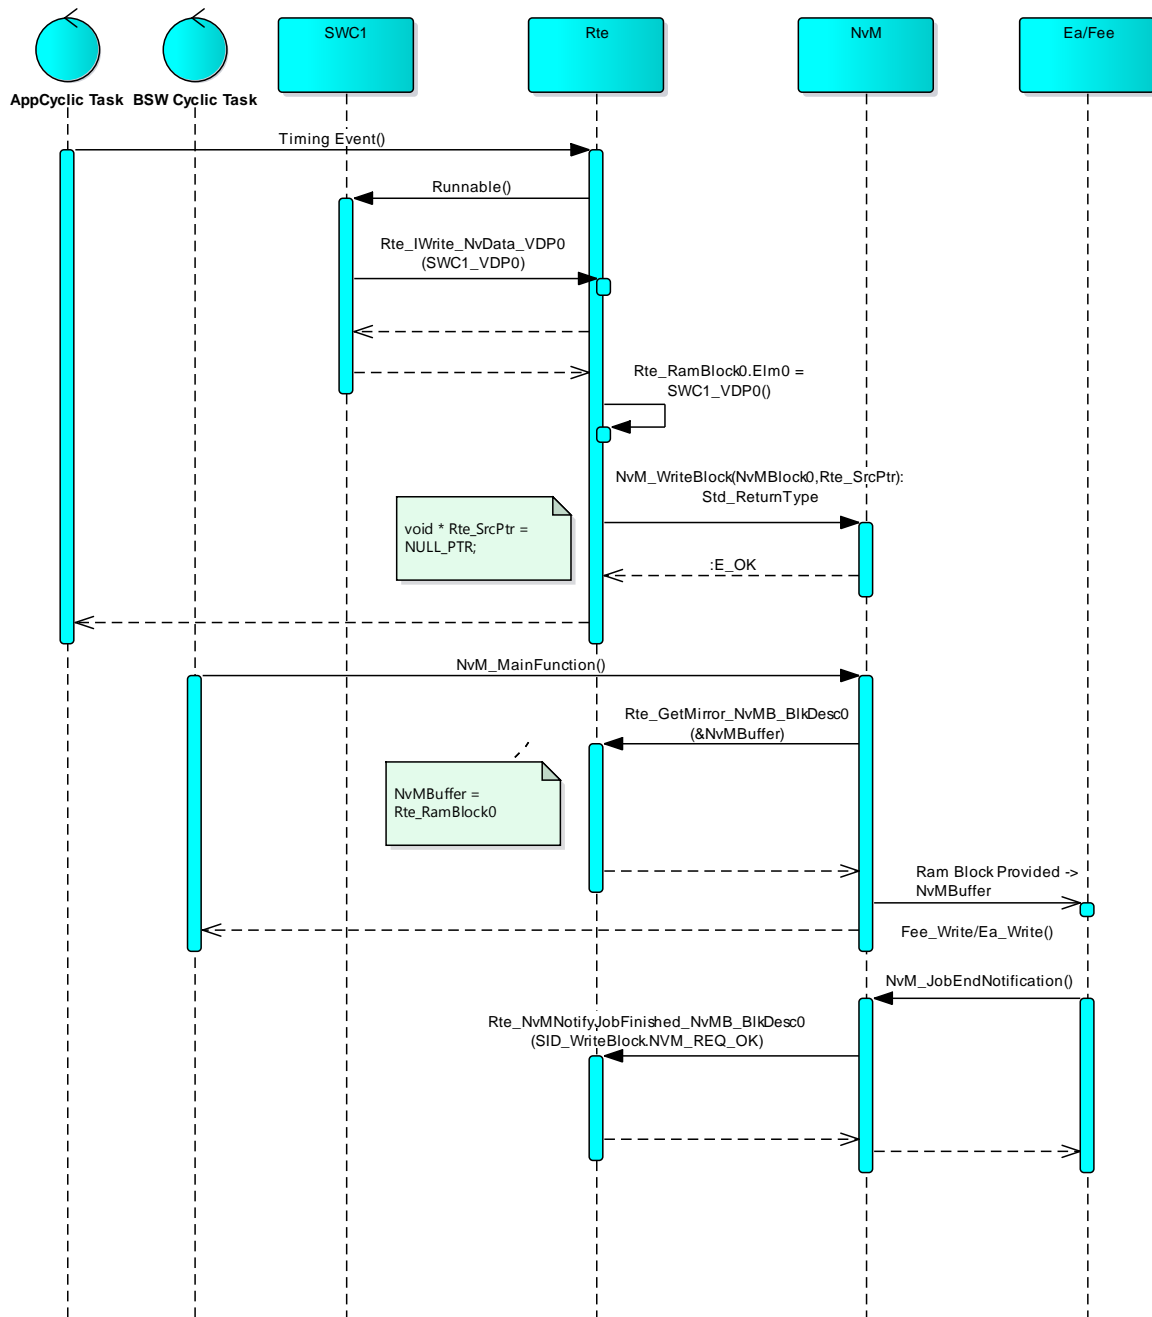 AppCyclic Task
BSW Cyclic Task
SWC1
Rte
NvM
Ea/Fee
Timing Event()
Runnable()
Rte_IWrite_NvData_VDP0
(SWC1_VDP0)
Rte_RamBlock0.Elm0 =
SWC1_VDP0()
NvM_WriteBlock(NvMBlock0,Rte_SrcPtr):
Std_ReturnType
void * Rte_SrcPtr =
NULL_PTR;
:E_OK
NvM_MainFunction()
Rte_GetMirror_NvMB_BlkDesc0
(&NvMBuffer)
NvMBuffer =
Rte_RamBlock0
Ram Block Provided ->
NvMBuffer
Fee_Write/Ea_Write()
NvM_JobEndNotification()
Rte_NvMNotifyJobFinished_NvMB_BlkDesc0
(SID_WriteBlock.NVM_REQ_OK)